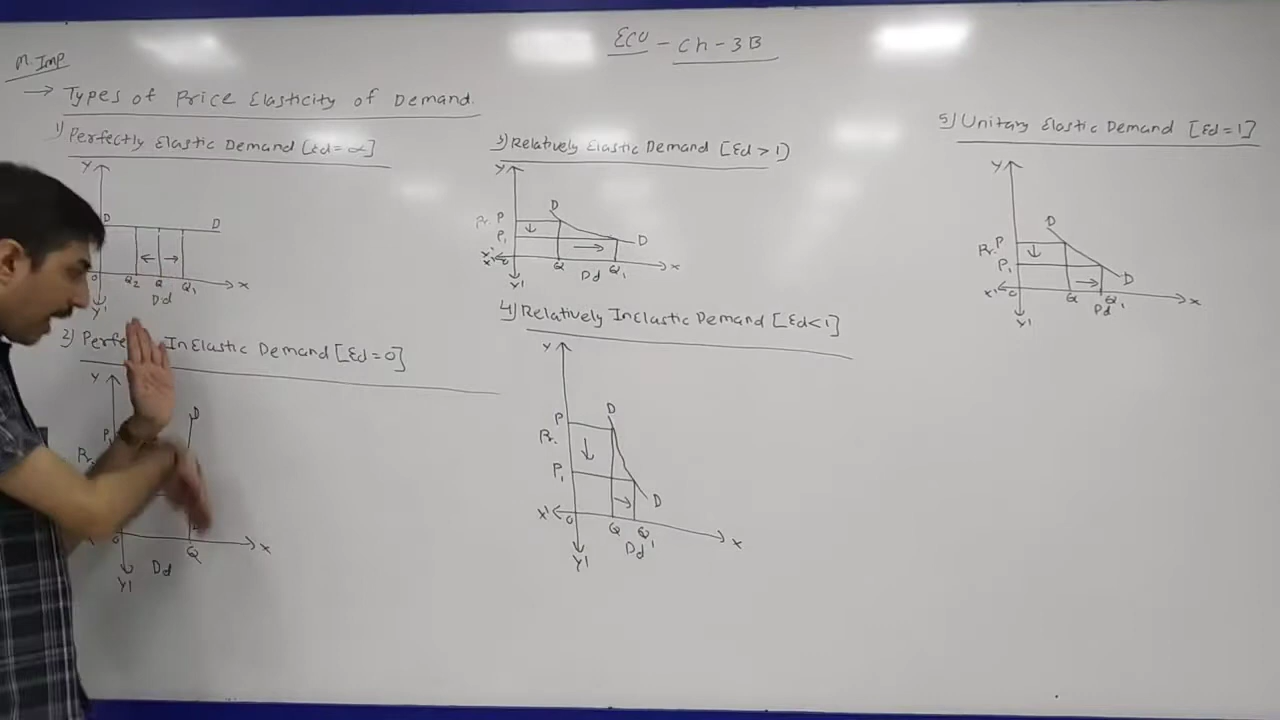 ECO - Ch - 3B
M. Imp
→ Types of Price Elasticity of Demand.
1) Perfectly Elastic Demand [Ed = ∝]
Y
D D
← →
O Q2 Q Q1 X
Dd
Y'
2) Perfe InElastic Demand [Ed = 0]
Y
D
P1
Pr.
O Q X
Dd
Y1
3) Relatively Elastic Demand [Ed > 1)
Y
D
Pr. P ↓
P1 → D
X' Q Q1 X
Dd
Y'
4) Relatively InElastic Demand [Ed < 1]
Y
D
P
Pr. ↓
P1
→ D
X' O Q Q1 X
Dd
Y1
5) Unitary Elastic Demand [Ed = 1]
Y
D
Pr. P ↓
P1 → D
X' O Q Q1 X
Dd
Y1